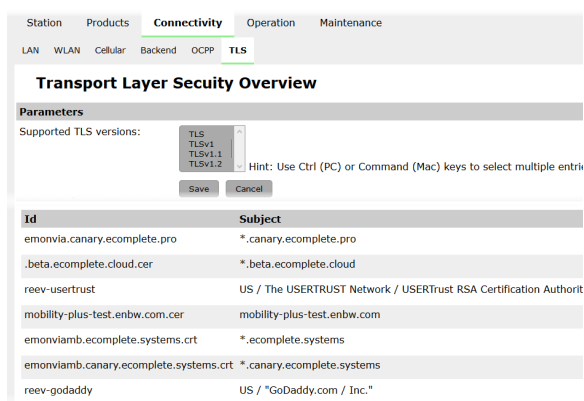 Station Products Connectivity Operation Maintenance
LAN WLAN Cellular Backend OCPP TLS
Transport Layer Secuity Overview
Parameters
Supported TLS versions:
TLS
TLSv1
TLSv1.1
TLSv1.2
Hint: Use Ctrl (PC) or Command (Mac) keys to select multiple entrie
Save Cancel
Id Subject
emonvia.canary.ecomplete.pro *.canary.ecomplete.pro
.beta.ecomplete.cloud.cer *.beta.ecomplete.cloud
reev-usertrust US / The USERTRUST Network / USERTrust RSA Certification Authorit
mobility-plus-test.enbw.com.cer mobility-plus-test.enbw.com
emonviamb.ecomplete.systems.crt *.ecomplete.systems
emonviamb.canary.ecomplete.systems.crt *.canary.ecomplete.systems
reev-godaddy US / "GoDaddy.com / Inc."